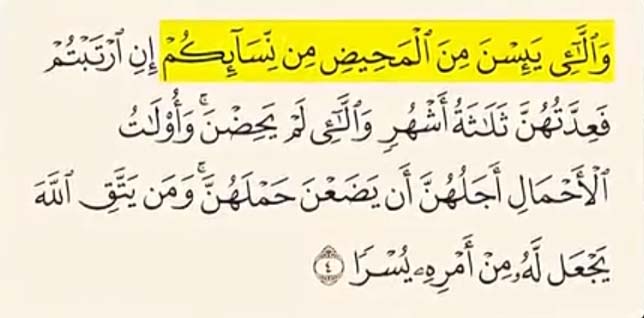 وَٱلَّـٰٓـِٔى يَئِسْنَ مِنَ ٱلْمَحِيضِ مِن نِّسَآئِكُمْ إِنِ ٱرْتَبْتُمْ
فَعِدَّتُهُنَّ ثَلَـٰثَةُ أَشْهُرٍ وَٱلَّـٰٓـِٔى لَمْ يَحِضْنَ ۚ وَأُو۟لَـٰتُ
ٱلْأَحْمَالِ أَجَلُهُنَّ أَن يَضَعْنَ حَمْلَهُنَّ ۚ وَمَن يَتَّقِ ٱللَّهَ
يَجْعَل لَّهُۥ مِنْ أَمْرِهِۦ يُسْرًا ٤